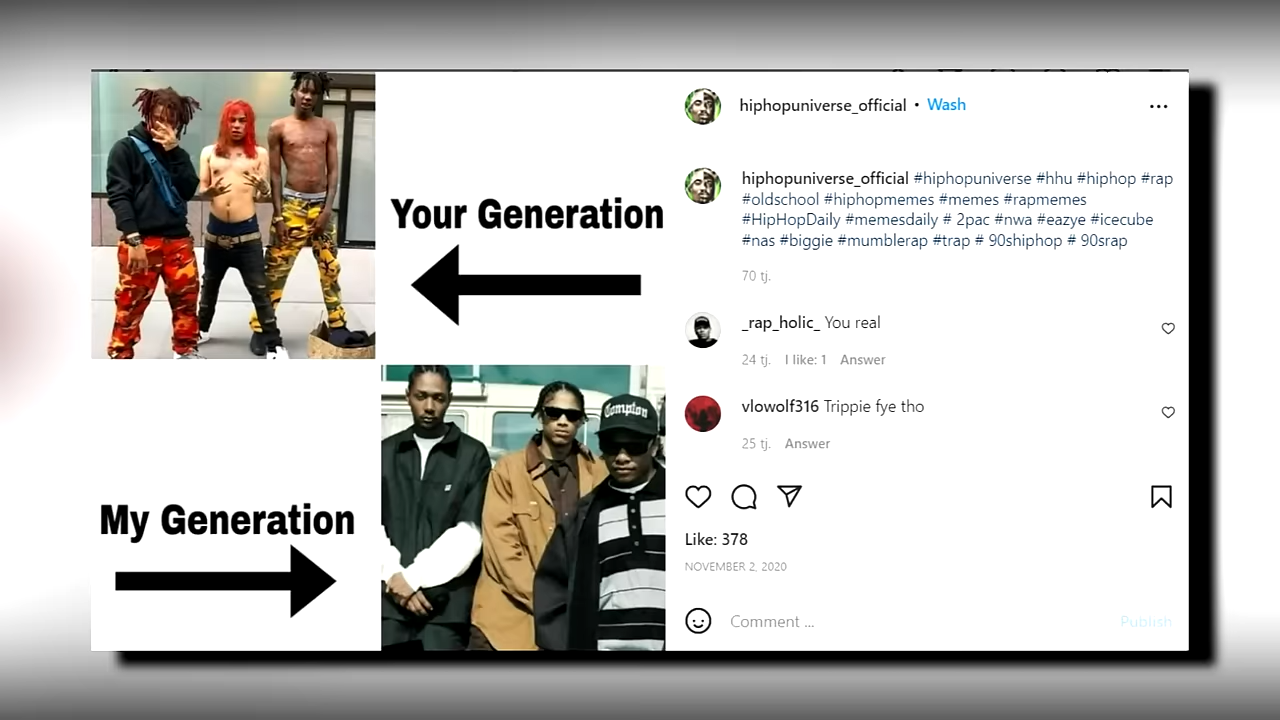 Your Generation
My Generation
Compton
hiphopuniverse_official • Wash
hiphopuniverse_official #hiphopuniverse #hhu #hiphop #rap
#oldschool #hiphopmemes #memes #rapmemes
#HipHopDaily #memesdaily # 2pac #nwa #eazye #icecube
#nas #biggie #mumblerap #trap # 90shiphop # 90srap
70 tj.
_rap_holic_ You real
24 tj. I like: 1 Answer
vlowolf316 Trippie fye tho
25 tj. Answer
Like: 378
NOVEMBER 2, 2020
Comment ...
Publish